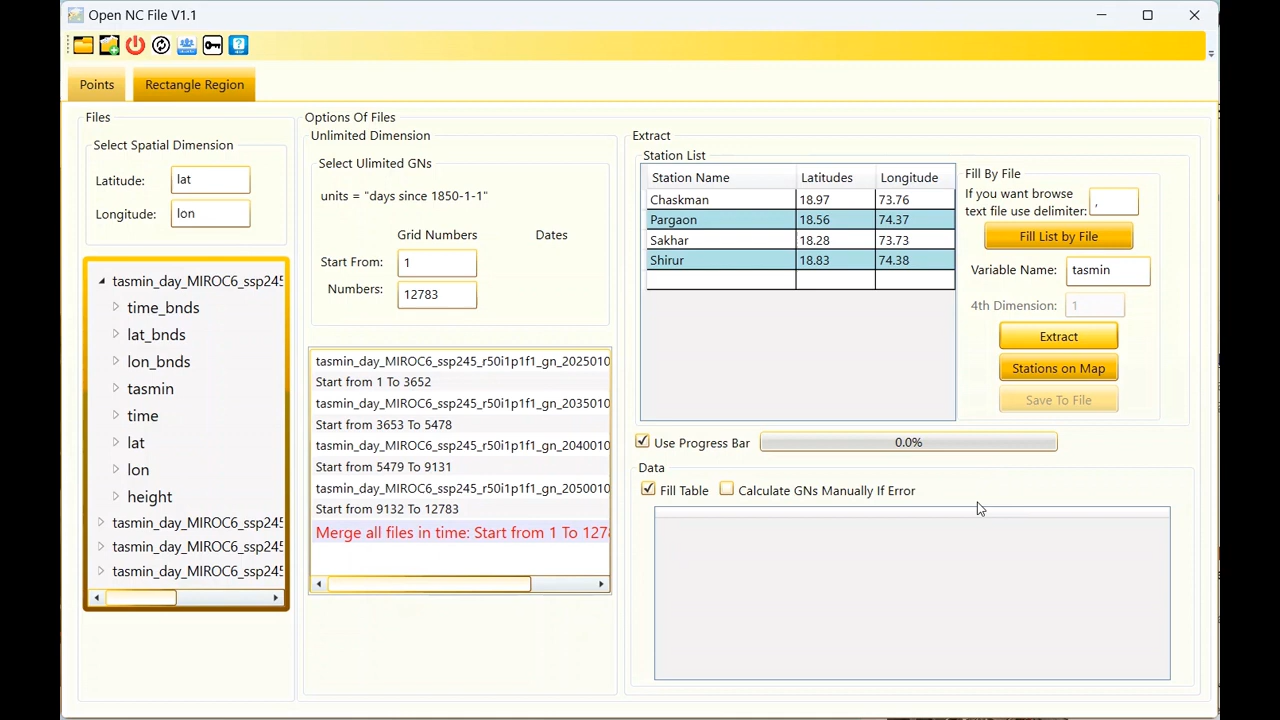 Open NC File V1.1
Points
Rectangle Region
Files
Select Spatial Dimension
Latitude: lat
Longitude: lon
tasmin_day_MIROC6_ssp245
time_bnds
lat_bnds
lon_bnds
tasmin
time
lat
lon
height
tasmin_day_MIROC6_ssp245
tasmin_day_MIROC6_ssp245
tasmin_day_MIROC6_ssp245
Options Of Files
Unlimited Dimension
Select Ulimited GNs
units = "days since 1850-1-1"
Grid Numbers Dates
Start From: 1
Numbers: 12783
tasmin_day_MIROC6_ssp245_r50i1p1f1_gn_2025010
Start from 1 To 3652
tasmin_day_MIROC6_ssp245_r50i1p1f1_gn_2035010
Start from 3653 To 5478
tasmin_day_MIROC6_ssp245_r50i1p1f1_gn_2040010
Start from 5479 To 9131
tasmin_day_MIROC6_ssp245_r50i1p1f1_gn_2050010
Start from 9132 To 12783
Merge all files in time: Start from 1 To 1278
Extract
Station List
Station Name Latitudes Longitude
Chaskman 18.97 73.76
Pargaon 18.56 74.37
Sakhar 18.28 73.73
Shirur 18.83 74.38
Fill By File
If you want browse
text file use delimiter: ,
Fill List by File
Variable Name: tasmin
4th Dimension: 1
Extract
Stations on Map
Save To File
Use Progress Bar 0.0%
Data
Fill Table Calculate GNs Manually If Error